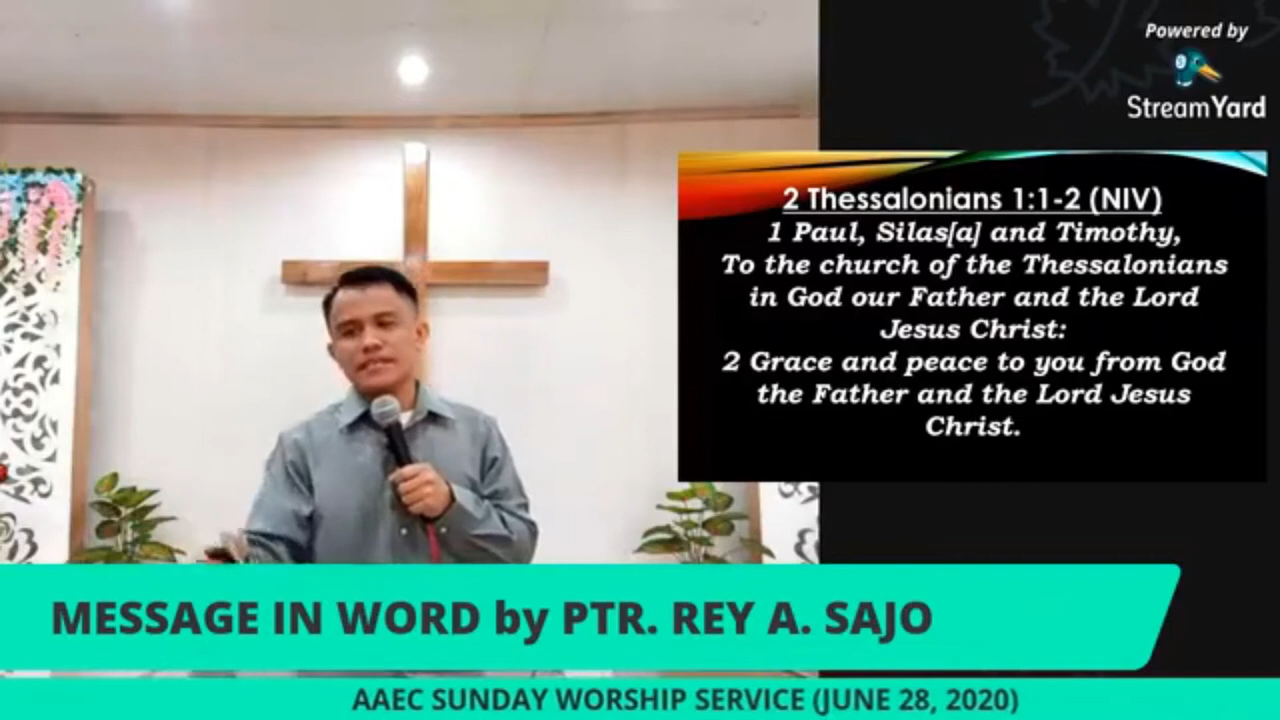 Powered by
StreamYard
2 Thessalonians 1:1-2 (NIV)
1 Paul, Silas[a] and Timothy,
To the church of the Thessalonians
in God our Father and the Lord
Jesus Christ:
2 Grace and peace to you from God
the Father and the Lord Jesus
Christ.
MESSAGE IN WORD by PTR. REY A. SAJO
AAEC SUNDAY WORSHIP SERVICE (JUNE 28, 2020)